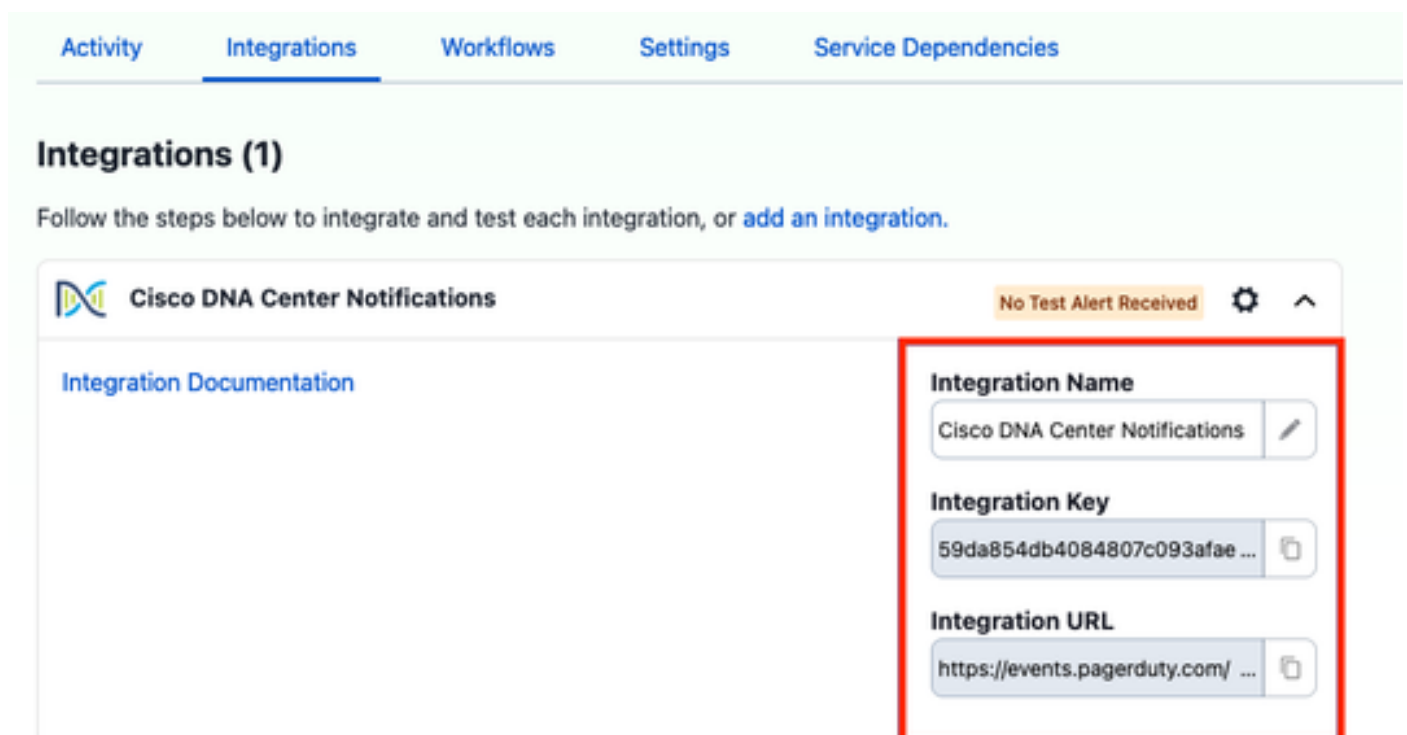 Activity Integrations Workflows Settings Service Dependencies
Integrations (1)
Follow the steps below to integrate and test each integration, or add an integration.
Cisco DNA Center Notifications No Test Alert Received
Integration Documentation
Integration Name
Cisco DNA Center Notifications
Integration Key
59da854db4084807c093afae ...
Integration URL
https://events.pagerduty.com/ ...